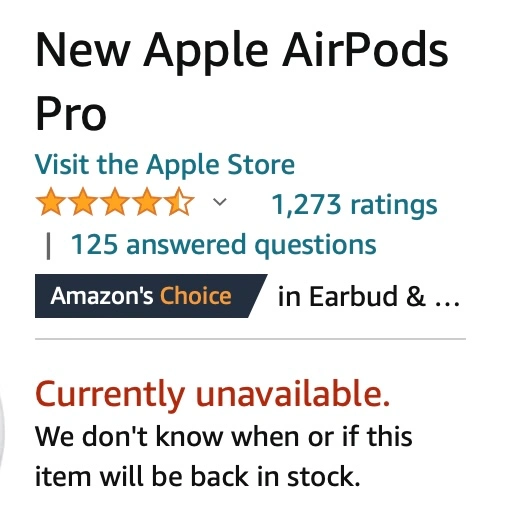 New Apple AirPods
Pro
Visit the Apple Store
1,273 ratings
| 125 answered questions
Amazon's Choice in Earbud & ...
Currently unavailable.
We don't know when or if this
item will be back in stock.